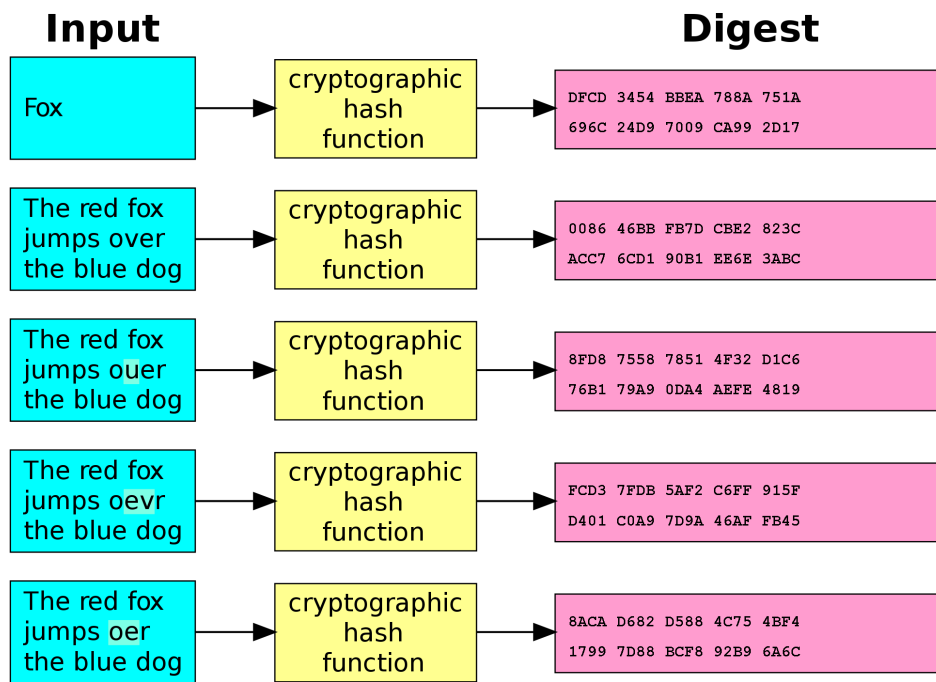 Input
Digest
Fox
cryptographic
hash
function
DFCD 3454 BBEA 788A 751A
696C 24D9 7009 CA99 2D17
The red fox
jumps over
the blue dog
cryptographic
hash
function
0086 46BB FB7D CBE2 823C
ACC7 6CD1 90B1 EE6E 3ABC
The red fox
jumps ouer
the blue dog
cryptographic
hash
function
8FD8 7558 7851 4F32 D1C6
76B1 79A9 0DA4 AEFE 4819
The red fox
jumps oevr
the blue dog
cryptographic
hash
function
FCD3 7FDB 5AF2 C6FF 915F
D401 C0A9 7D9A 46AF FB45
The red fox
jumps oer
the blue dog
cryptographic
hash
function
8ACA D682 D588 4C75 4BF4
1799 7D88 BCF8 92B9 6A6C